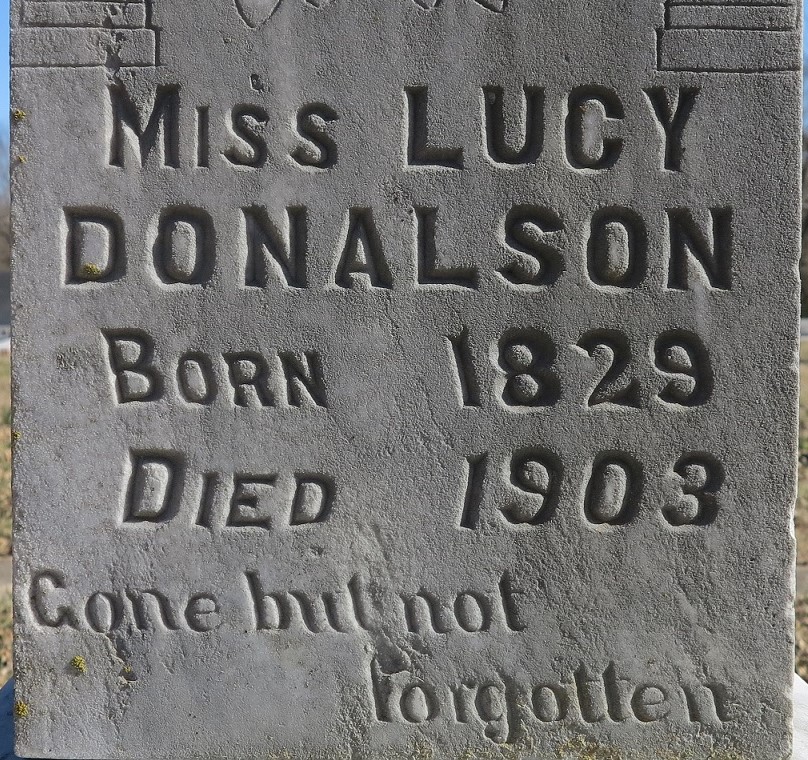 MISS LUCY
DONALSON
BORN 1829
DIED 1903
Gone but not
forgotten